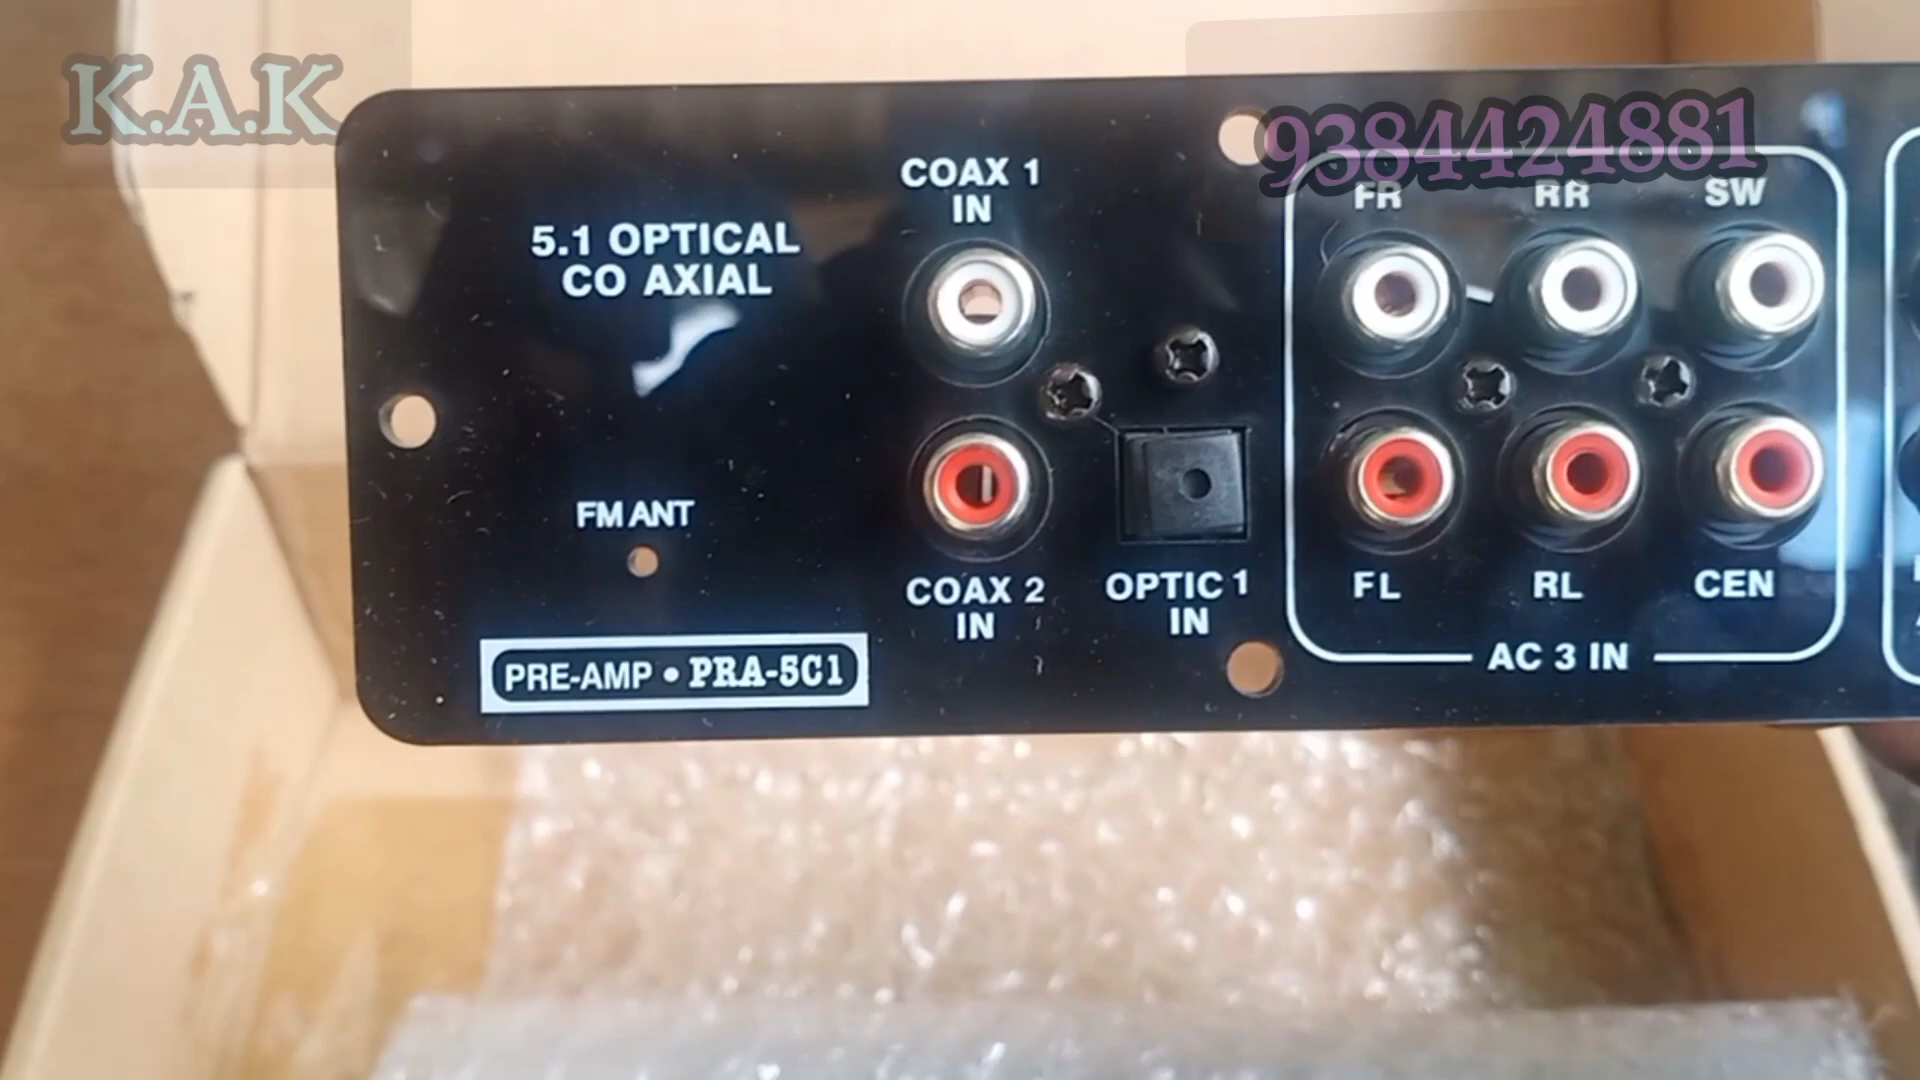 K.A.K
9384424881
5.1 OPTICAL
CO AXIAL
COAX 1
IN
FR RR SW
FM ANT
COAX 2
IN
OPTIC 1
IN
FL RL CEN
AC 3 IN
PRE-AMP • PRA-5C1